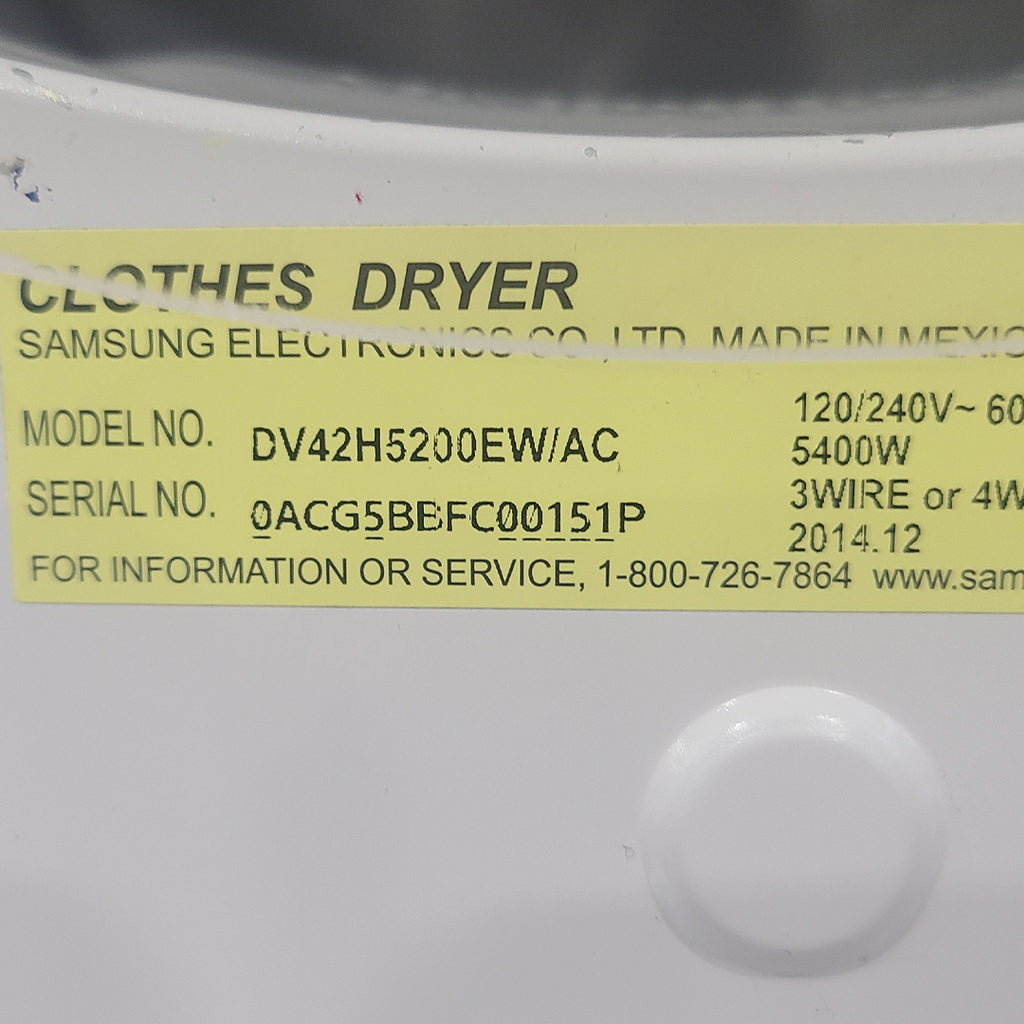 CLOTHES DRYER
SAMSUNG ELECTRONICS CO.,LTD. MADE IN MEXIC
MODEL NO. DV42H5200EW/AC
SERIAL NO. 0ACG5BBFC00151P
120/240V~ 60
5400W
3WIRE or 4W
2014.12
FOR INFORMATION OR SERVICE, 1-800-726-7864 www.sam